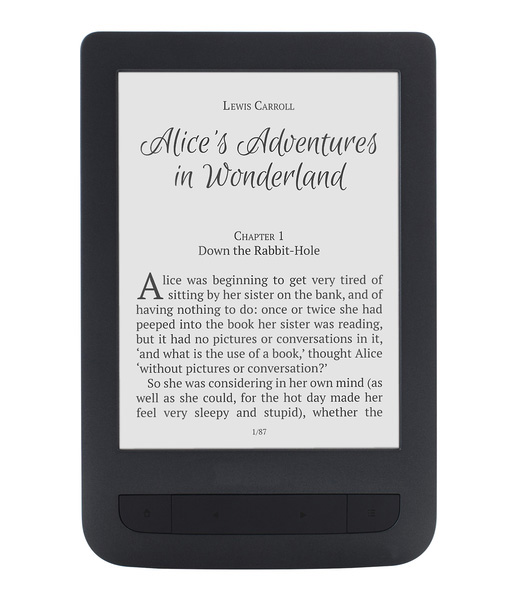 Lewis Carroll
Alice's Adventures
in Wonderland
Chapter 1
Down the Rabbit-Hole
Alice was beginning to get very tired of
sitting by her sister on the bank, and of
having nothing to do: once or twice she had
peeped into the book her sister was reading,
but it had no pictures or conversations in it,
‘and what is the use of a book,’ thought Alice
‘without pictures or conversation?’
So she was considering in her own mind (as
well as she could, for the hot day made her
feel very sleepy and stupid), whether the
1/87